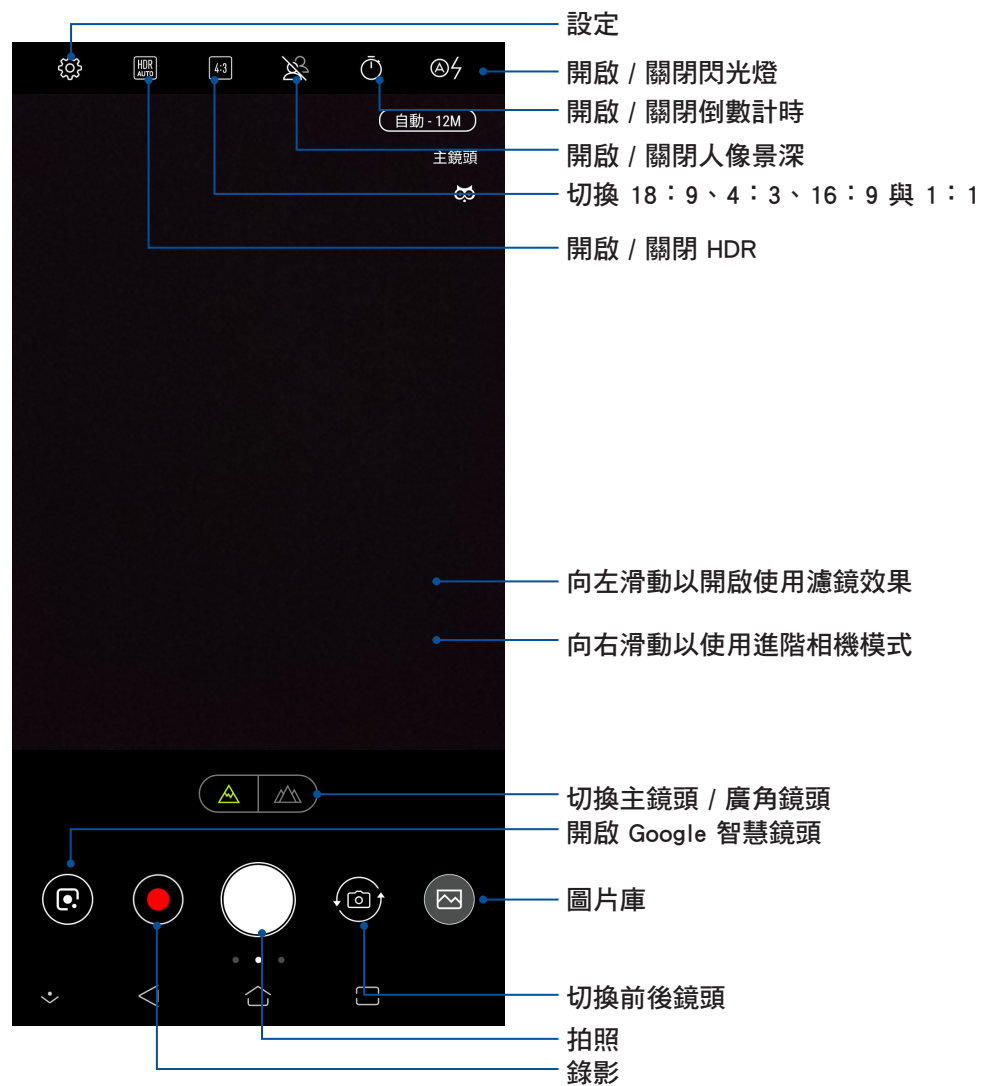 設定
HDR
AUTO
4:3
A
開啟 / 關閉閃光燈
開啟 / 關閉倒數計時
自動 - 12M
開啟 / 關閉人像景深
主鏡頭
切換 18：9、4：3、16：9 與 1：1
開啟 / 關閉 HDR
向左滑動以開啟使用濾鏡效果
向右滑動以使用進階相機模式
切換主鏡頭 / 廣角鏡頭
開啟 Google 智慧鏡頭
圖片庫
切換前後鏡頭
拍照
錄影